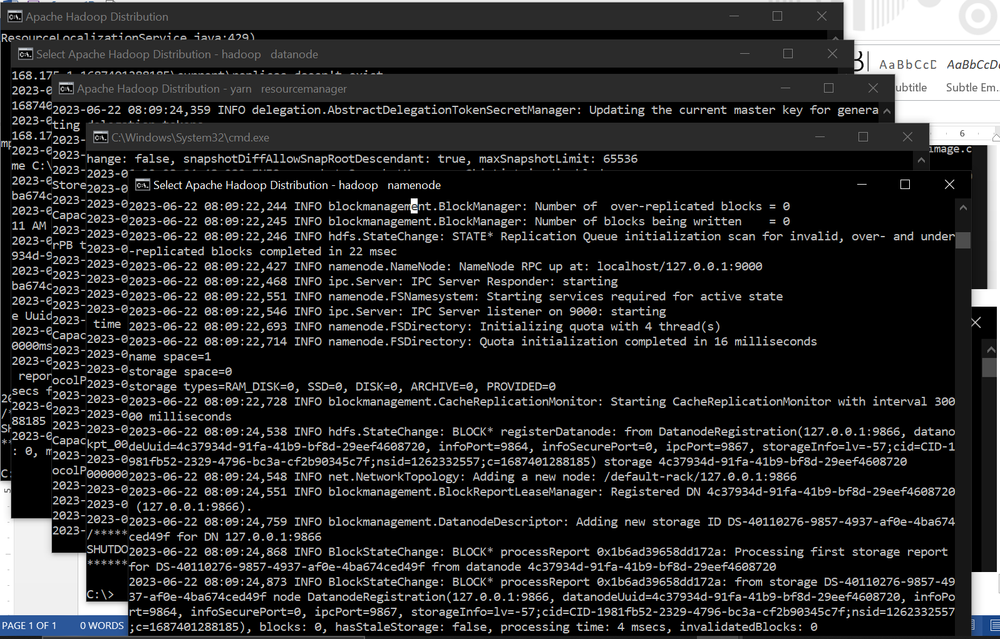 Apache Hadoop Distribution
ResourceLocalizationService.java:429)
Select Apache Hadoop Distribution - hadoop   datanode
168.175.1-1687401288185\current\replicas doesn't exist
Apache Hadoop Distribution - yarn   resourcemanager
2023-06-22 08:09:24,359 INFO delegation.AbstractDelegationTokenSecretManager: Updating the current master key for genera
ting delegation tokens
C:\Windows\System32\cmd.exe
hange: false, snapshotDiffAllowSnapRootDescendant: true, maxSnapshotLimit: 65536
Select Apache Hadoop Distribution - hadoop   namenode
2023-06-22 08:09:22,244 INFO blockmanagement.BlockManager: Number of  over-replicated blocks = 0
2023-06-22 08:09:22,245 INFO blockmanagement.BlockManager: Number of blocks being written    = 0
2023-06-22 08:09:22,246 INFO hdfs.StateChange: STATE* Replication Queue initialization scan for invalid, over- and under
-replicated blocks completed in 22 msec
2023-06-22 08:09:22,427 INFO namenode.NameNode: NameNode RPC up at: localhost/127.0.0.1:9000
2023-06-22 08:09:22,468 INFO ipc.Server: IPC Server Responder: starting
2023-06-22 08:09:22,551 INFO namenode.FSNamesystem: Starting services required for active state
2023-06-22 08:09:22,546 INFO ipc.Server: IPC Server listener on 9000: starting
2023-06-22 08:09:22,693 INFO namenode.FSDirectory: Initializing quota with 4 thread(s)
2023-06-22 08:09:22,714 INFO namenode.FSDirectory: Quota initialization completed in 16 milliseconds
name space=1
storage space=0
storage types=RAM_DISK=0, SSD=0, DISK=0, ARCHIVE=0, PROVIDED=0
2023-06-22 08:09:22,728 INFO blockmanagement.CacheReplicationMonitor: Starting CacheReplicationMonitor with interval 300
00 milliseconds
2023-06-22 08:09:24,538 INFO hdfs.StateChange: BLOCK* registerDatanode: from DatanodeRegistration(127.0.0.1:9866, datano
deUuid=4c37934d-91fa-41b9-bf8d-29eef4608720, infoPort=9864, infoSecurePort=0, ipcPort=9867, storageInfo=lv=-57;cid=CID-1
981fb52-2329-4796-bc3a-cf2b90345c7f;nsid=1262332557;c=1687401288185) storage 4c37934d-91fa-41b9-bf8d-29eef4608720
2023-06-22 08:09:24,548 INFO net.NetworkTopology: Adding a new node: /default-rack/127.0.0.1:9866
2023-06-22 08:09:24,551 INFO blockmanagement.BlockReportLeaseManager: Registered DN 4c37934d-91fa-41b9-bf8d-29eef4608720
 (127.0.0.1:9866).
2023-06-22 08:09:24,759 INFO blockmanagement.DatanodeDescriptor: Adding new storage ID DS-40110276-9857-4937-af0e-4ba674
ced49f for DN 127.0.0.1:9866
2023-06-22 08:09:24,868 INFO BlockStateChange: BLOCK* processReport 0x1b6ad39658dd172a: Processing first storage report
for DS-40110276-9857-4937-af0e-4ba674ced49f from datanode 4c37934d-91fa-41b9-bf8d-29eef4608720
2023-06-22 08:09:24,873 INFO BlockStateChange: BLOCK* processReport 0x1b6ad39658dd172a: from storage DS-40110276-9857-49
37-af0e-4ba674ced49f node DatanodeRegistration(127.0.0.1:9866, datanodeUuid=4c37934d-91fa-41b9-bf8d-29eef4608720, infoPo
rt=9864, infoSecurePort=0, ipcPort=9867, storageInfo=lv=-57;cid=CID-1981fb52-2329-4796-bc3a-cf2b90345c7f;nsid=1262332557
;c=1687401288185), blocks: 0, hasStaleStorage: false, processing time: 4 msecs, invalidatedBlocks: 0
/*****
SHUTDO
******
C:\>
AaBbCcD AaBbCcDc
ubtitle Subtle Em...
6
image.c
PAGE 1 OF 1 0 WORDS